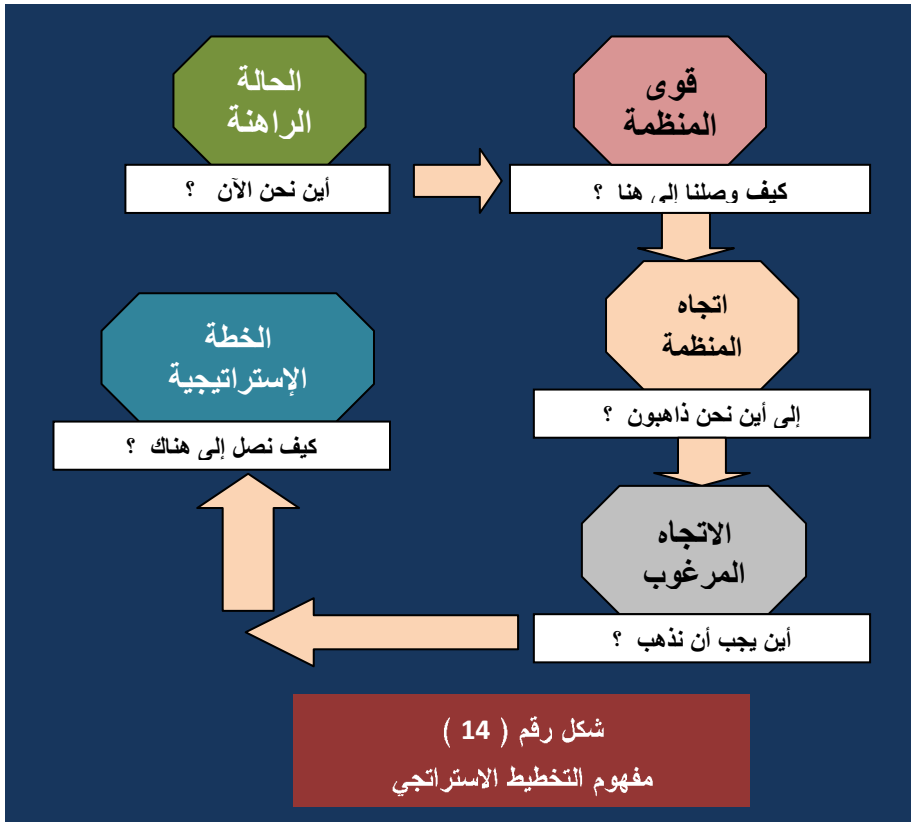 الحالة
الراهنة
أين نحن الآن ؟
قوى
المنظمة
كيف وصلنا إلى هنا ؟
اتجاه
المنظمة
إلى أين نحن ذاهبون ؟
الاتجاه
المرغوب
أين يجب أن نذهب ؟
الخطة
الإستراتيجية
كيف نصل إلى هناك ؟
شكل رقم ( 14 )
مفهوم التخطيط الاستراتجي